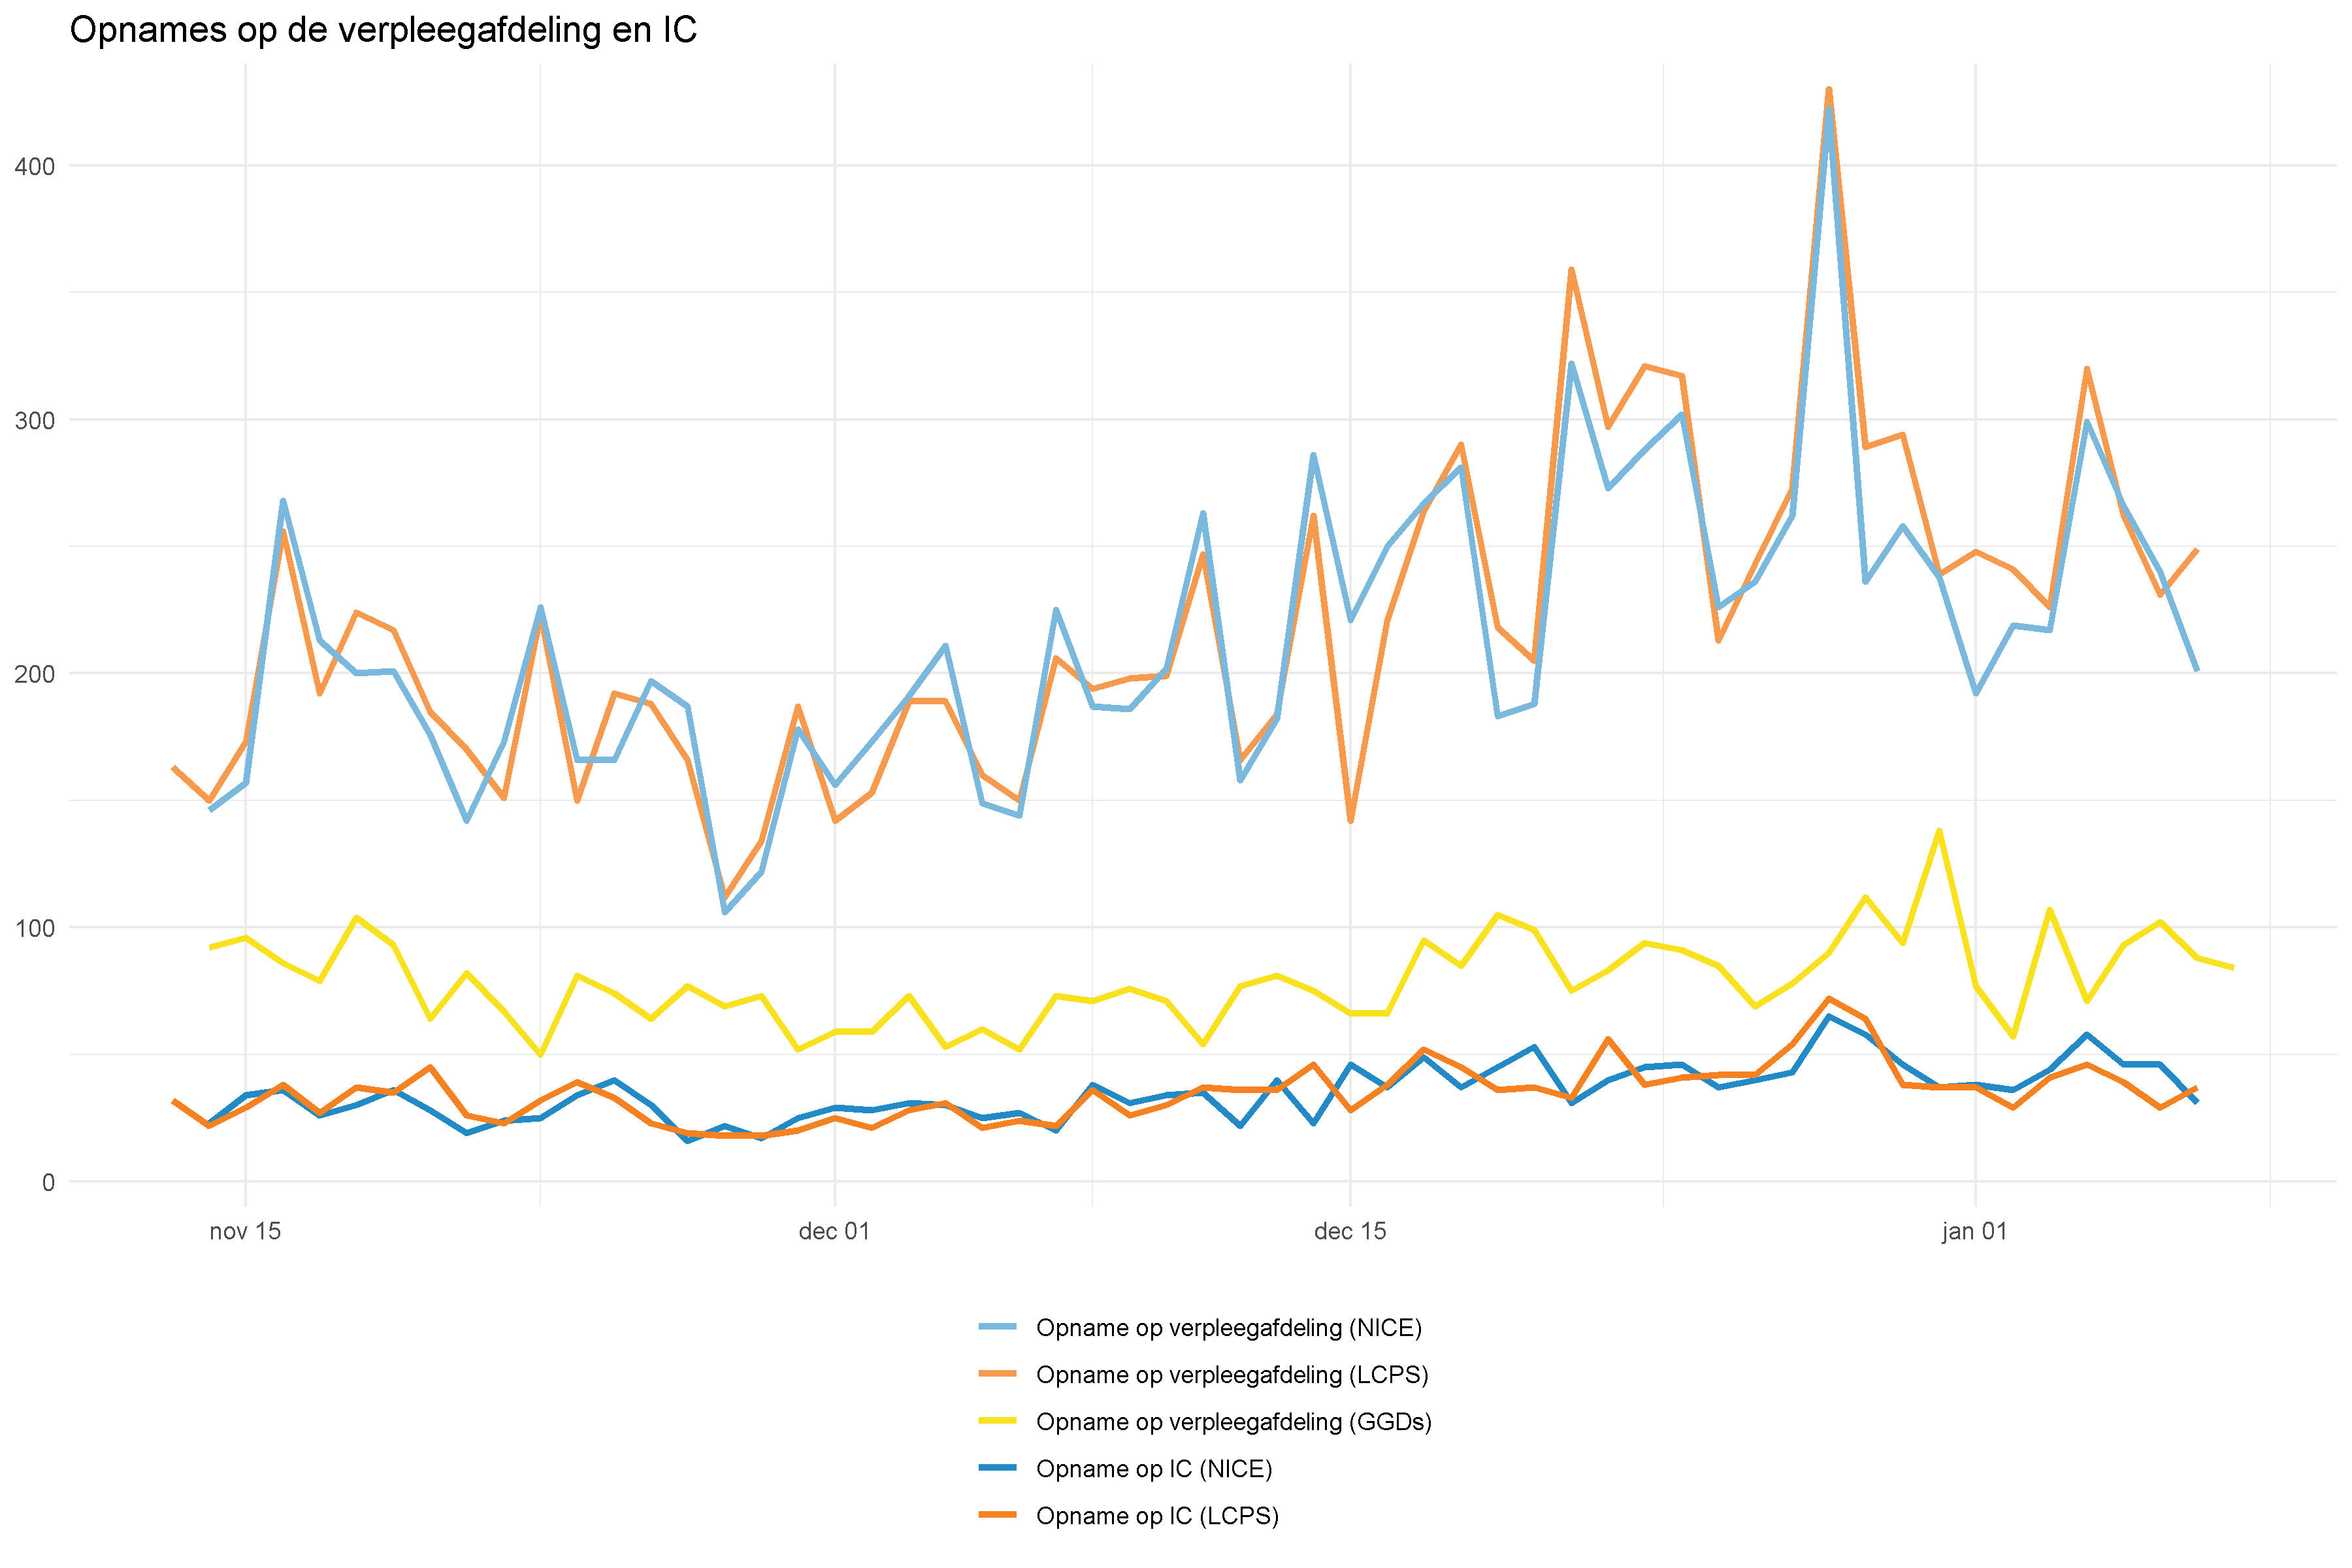 Opnames op de verpleegafdeling en IC
400
300
200
100
0
nov 15
dec 01
dec 15
jan 01
Opname op verpleegafdeling (NICE)
Opname op verpleegafdeling (LCPS)
Opname op verpleegafdeling (GGDs)
Opname op IC (NICE)
Opname op IC (LCPS)